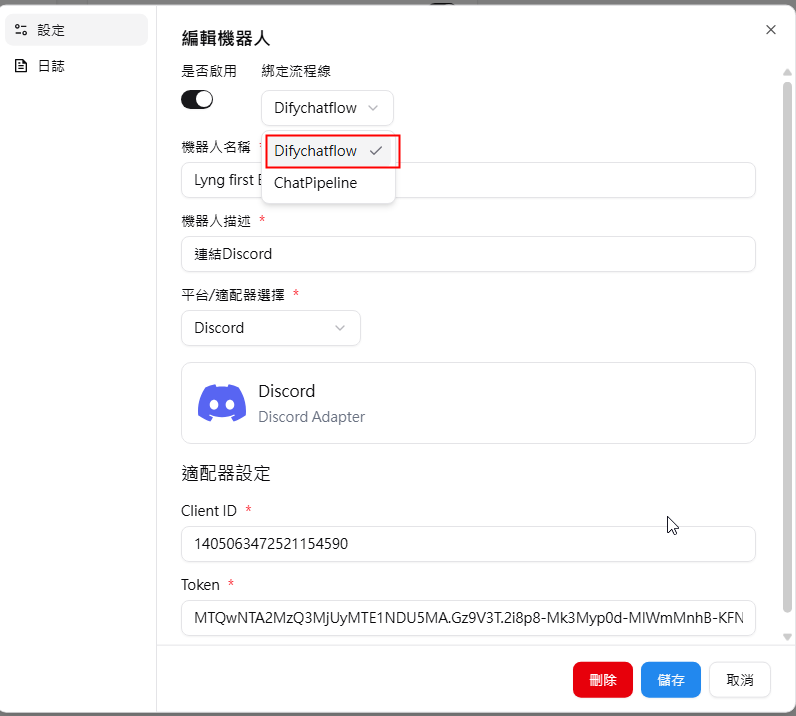 設定
日誌
編輯機器人
是否啟用
綁定流程線
Difychatflow
Difychatflow
ChatPipeline
機器人名稱 *
Lyng first
機器人描述 *
連結Discord
平台/適配器選擇 *
Discord
Discord
Discord Adapter
適配器設定
Client ID *
1405063472521154590
Token *
MTQwNTA2MzQ3MjUyMTE1NDU5MA.Gz9V3T.2i8p8-Mk3Myp0d-MIWmMnhB-KFN
刪除
儲存
取消